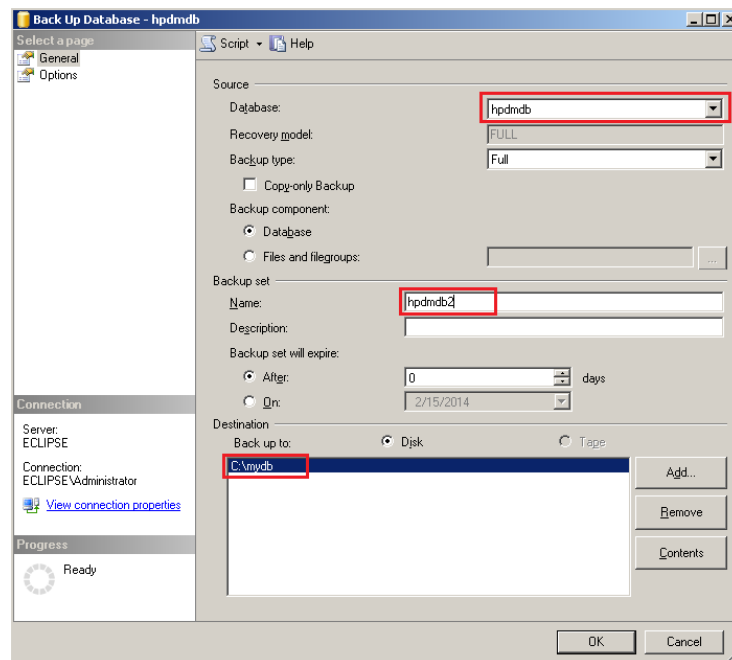 Back Up Database - hpdmdb
Select a page
General
Options
Script Help
Source
Database: hpdmdb
Recovery model: FULL
Backup type: Full
Copy-only Backup
Backup component:
Database
Files and filegroups: ...
Backup set
Name: hpdmdb2
Description:
Backup set will expire:
After: 0 days
On: 2/15/2014
Destination
Back up to: Disk Tape
C:\mydb
Add...
Remove
Contents
Connection
Server:
ECLIPSE
Connection:
ECLIPSE\Administrator
View connection properties
Progress
Ready
OK Cancel